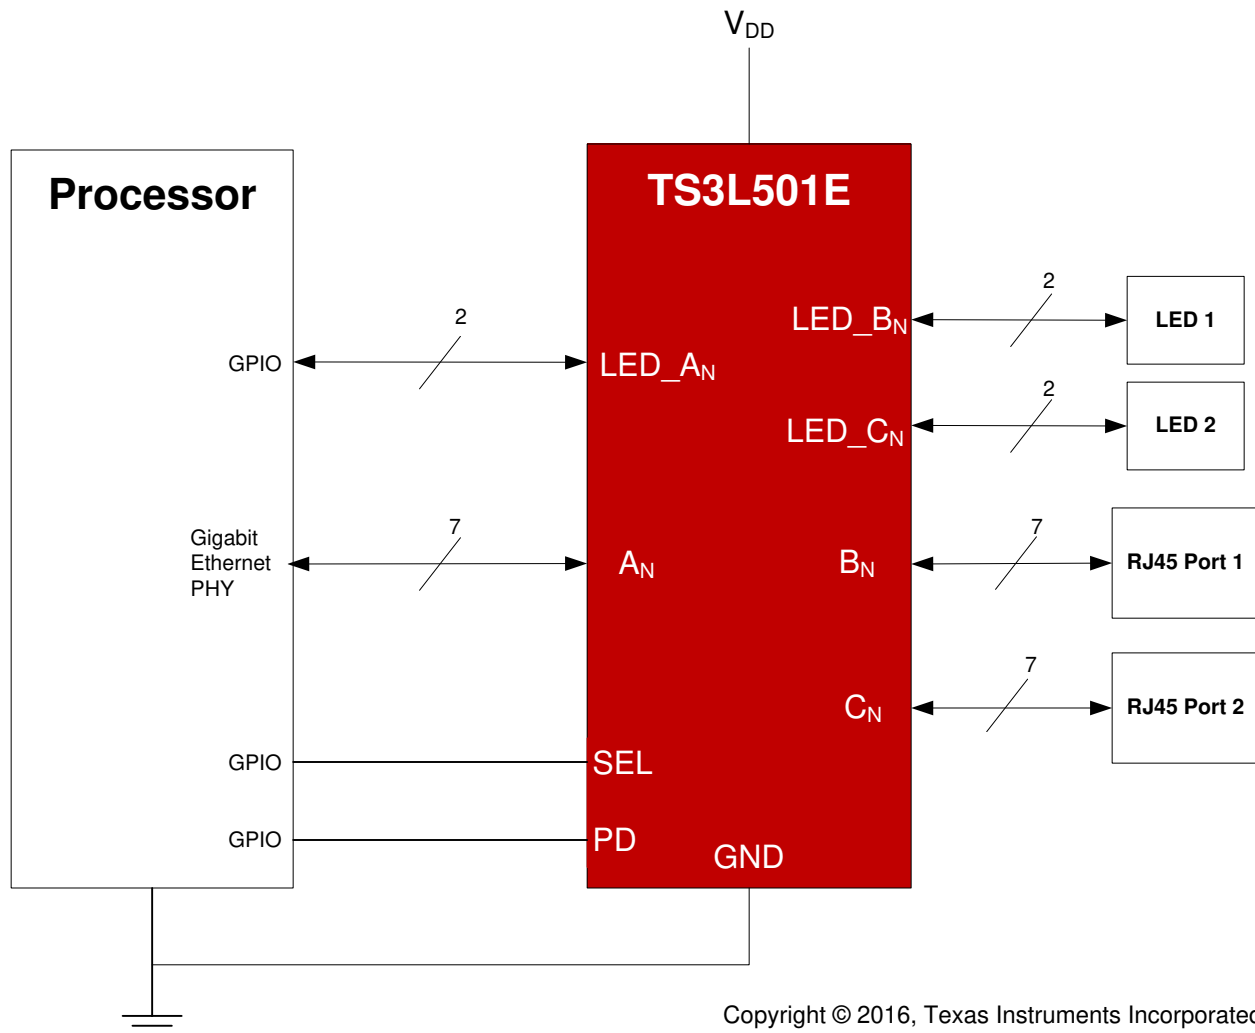 VDD
Processor
TS3L501E
2
LED_BN
LED 1
2
GPIO
LED_AN
2
LED_CN
LED 2
7
Gigabit
Ethernet
PHY
AN
7
BN
RJ45 Port 1
7
CN
RJ45 Port 2
GPIO
SEL
GPIO
PD
GND
Copyright © 2016, Texas Instruments Incorporated